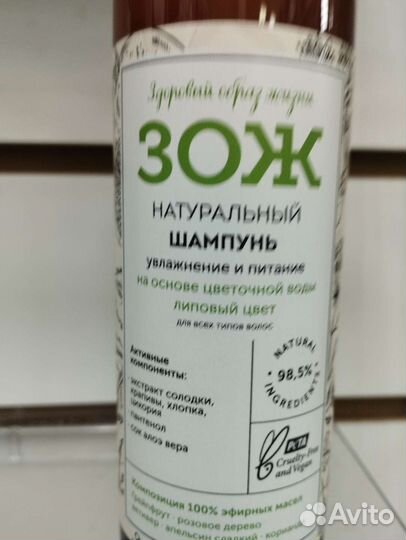 Здоровый образ жизни
ЗОЖ
НАТУРАЛЬНЫЙ
ШАМПУНЬ
увлажнение и питание
на основе цветочной воды
липовый цвет
для всех типов волос
Активные
компоненты:
экстракт солодки,
крапивы, хлопка,
цикория
пантенол
сок алоэ вера
NATURAL
98,5%
INGREDIENTS
PETA
Cruelty-Free
and Vegan
Композиция 100% эфирных масел
Грейпфрут · розовое дерево
· апельсин сладкий ·
Avito